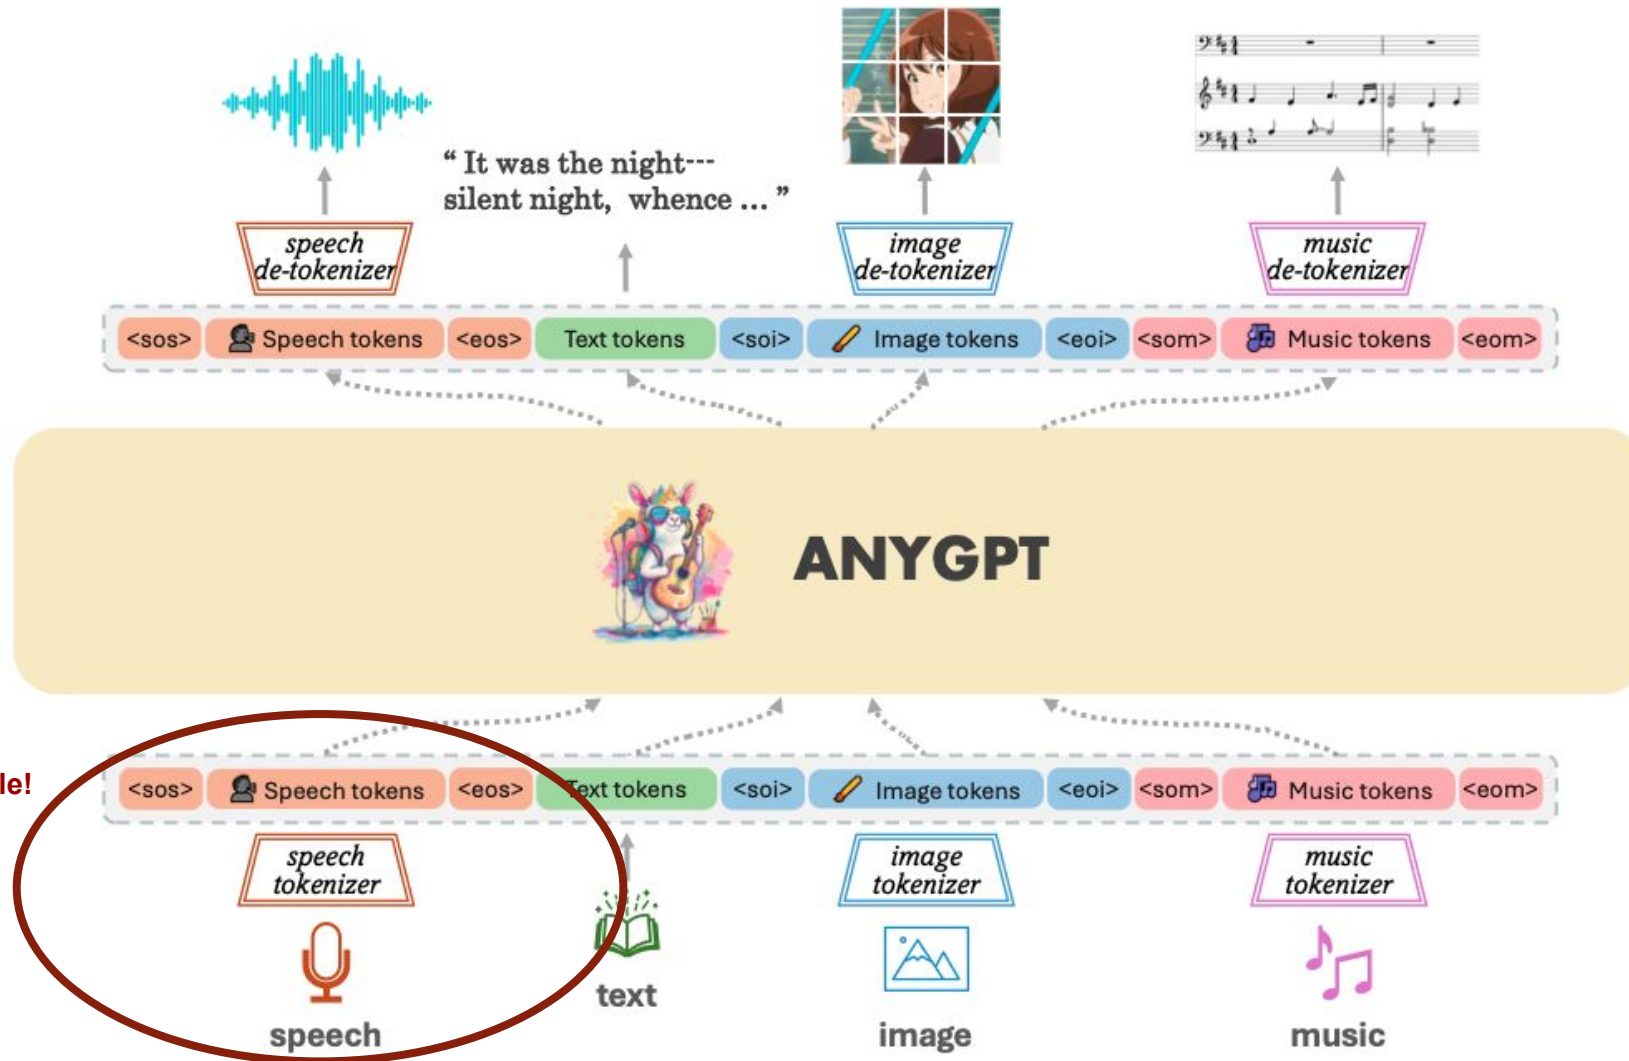 “ It was the night---
silent night, whence ... ”
speech
de-tokenizer
image
de-tokenizer
music
de-tokenizer
<sos> Speech tokens <eos> Text tokens <soi> Image tokens <eoi> <som> Music tokens <eom>
ANYGPT
le!
<sos> Speech tokens <eos> Text tokens <soi> Image tokens <eoi> <som> Music tokens <eom>
speech
tokenizer
image
tokenizer
music
tokenizer
speech
text
image
music